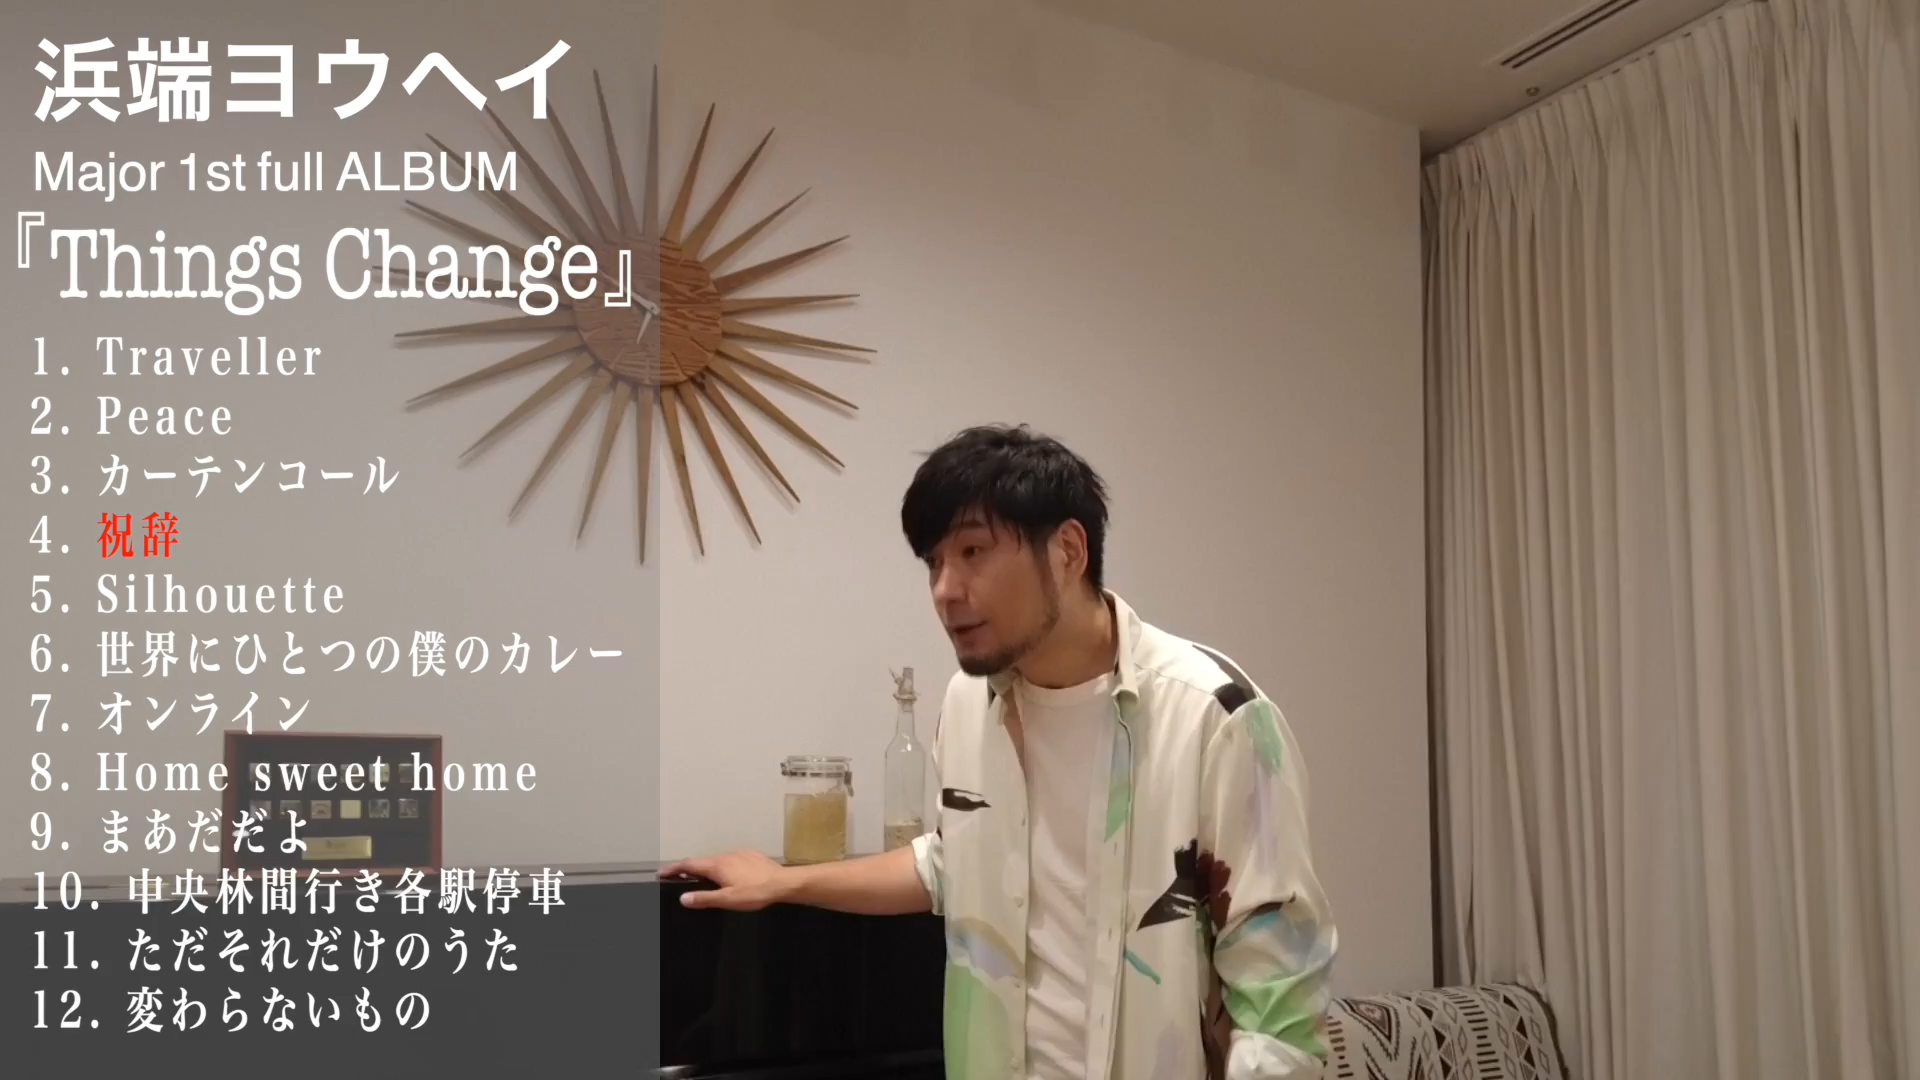 浜端ヨウヘイ
Major 1st full ALBUM
『Things Change』
1. Traveller
2. Peace
3. カーテンコール
4. 祝辞
5. Silhouette
6. 世界にひとつの僕のカレー
7. オンライン
8. Home sweet home
9. まあだだよ
10. 中央林間行き各駅停車
11. ただそれだけのうた
12. 変わらないもの